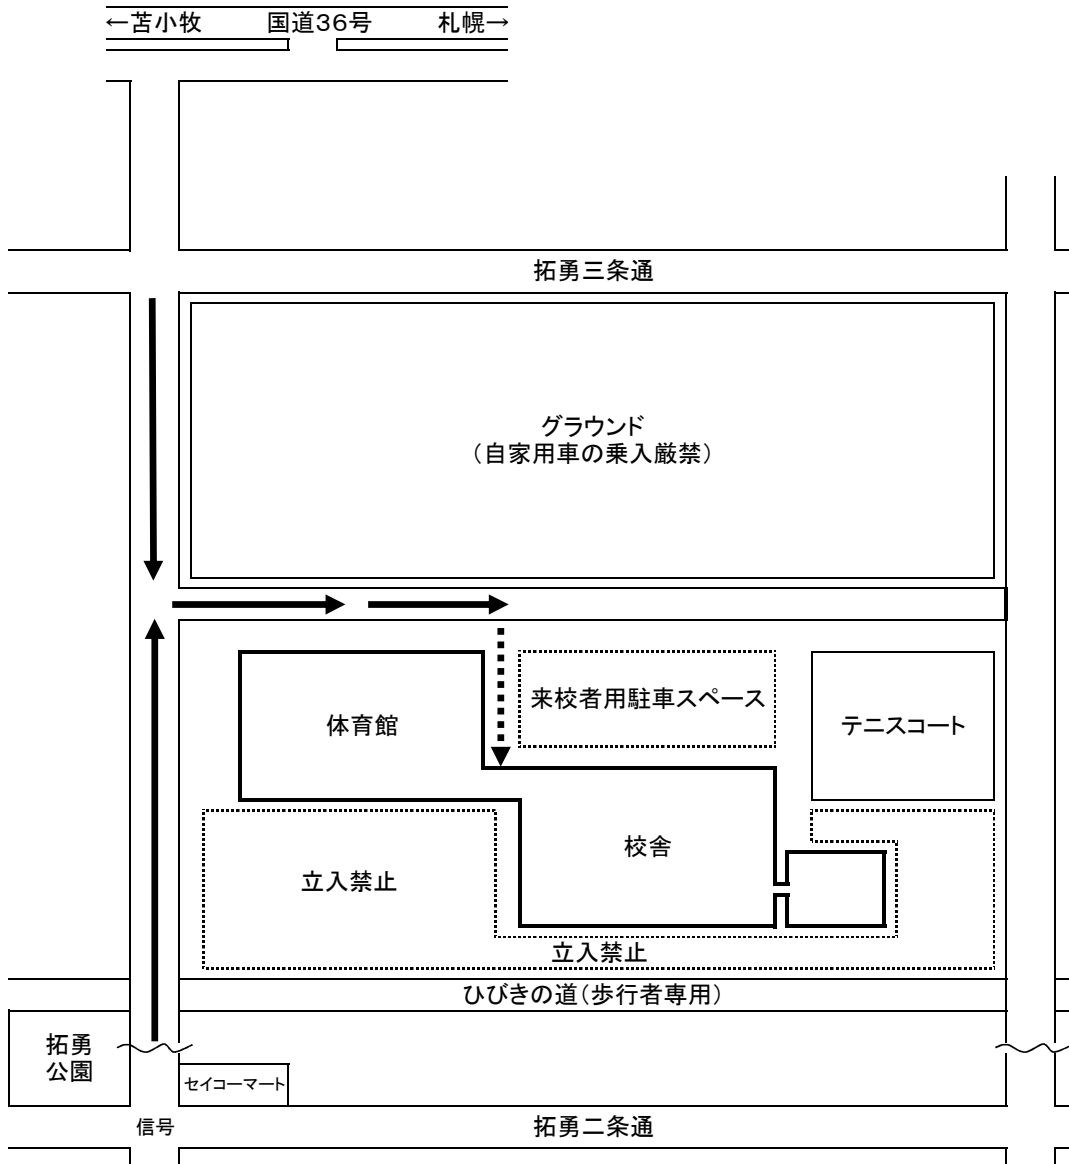 ←苫小牧　国道36号　札幌→
拓勇三条通
グラウンド
（自家用車の乗入厳禁）
来校者用駐車スペース
体育館
テニスコート
校舎
立入禁止
立入禁止
ひびきの道（歩行者専用）
拓勇
公園
セイコーマート
信号
拓勇二条通